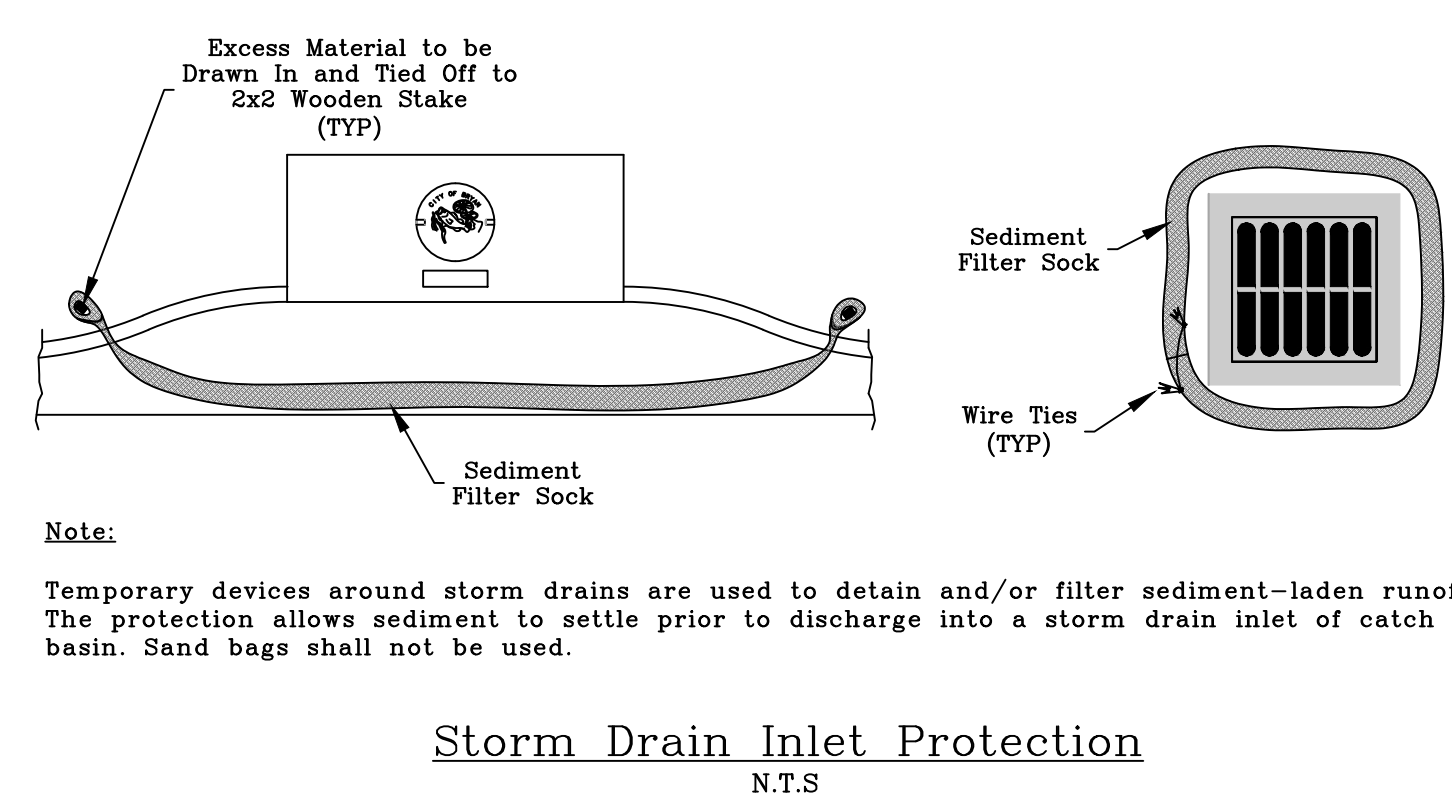 Excess Material to be
Drawn In and Tied Off to
2x2 Wooden Stake
(TYP)
CITY OF BRYAN
Sediment
Filter Sock
Wire Ties
(TYP)
Sediment
Filter Sock
Note:
Temporary devices around storm drains are used to detain and/or filter sediment-laden runof
The protection allows sediment to settle prior to discharge into a storm drain inlet of catch
basin. Sand bags shall not be used.
Storm Drain Inlet Protection
N.T.S